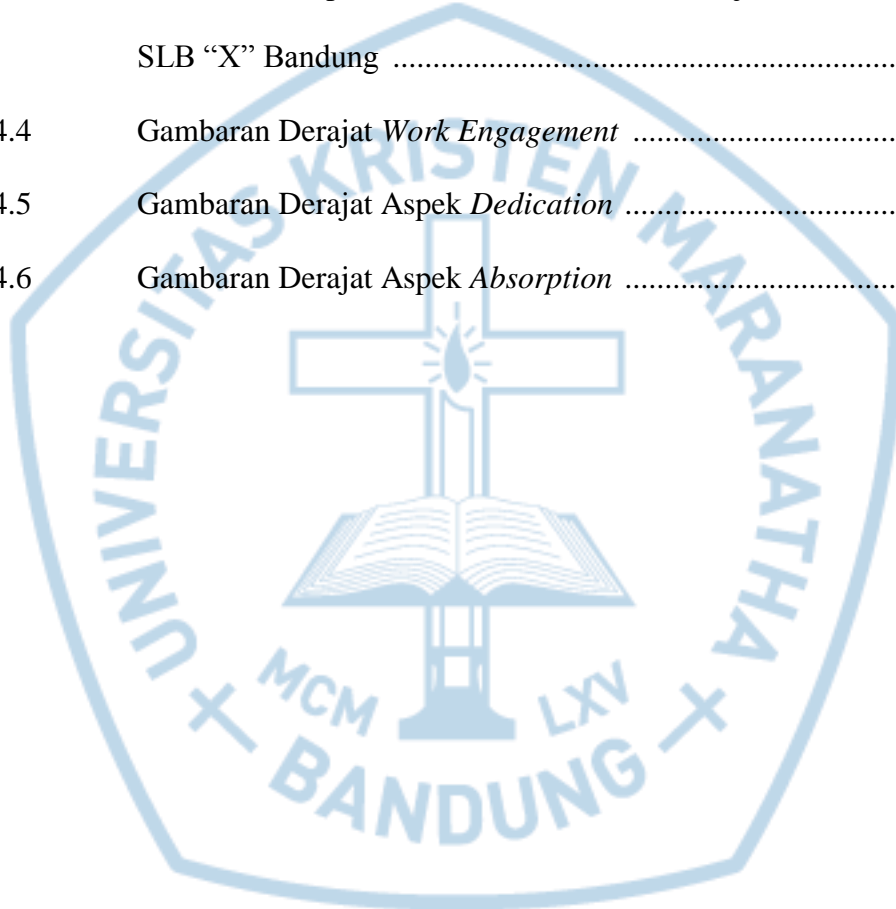 SLB “X” Bandung ................................................................
4.4 Gambaran Derajat Work Engagement ..................................
4.5 Gambaran Derajat Aspek Dedication ...................................
4.6 Gambaran Derajat Aspek Absorption ...................................
UNIVERSITAS KRISTEN MARANATHA
MCM LXV
BANDUNG